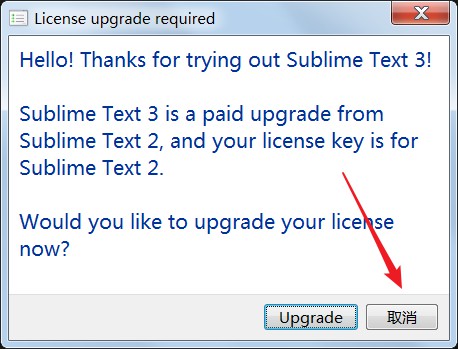 License upgrade required
Hello! Thanks for trying out Sublime Text 3!
Sublime Text 3 is a paid upgrade from
Sublime Text 2, and your license key is for
Sublime Text 2.
Would you like to upgrade your license
now?
Upgrade
取消